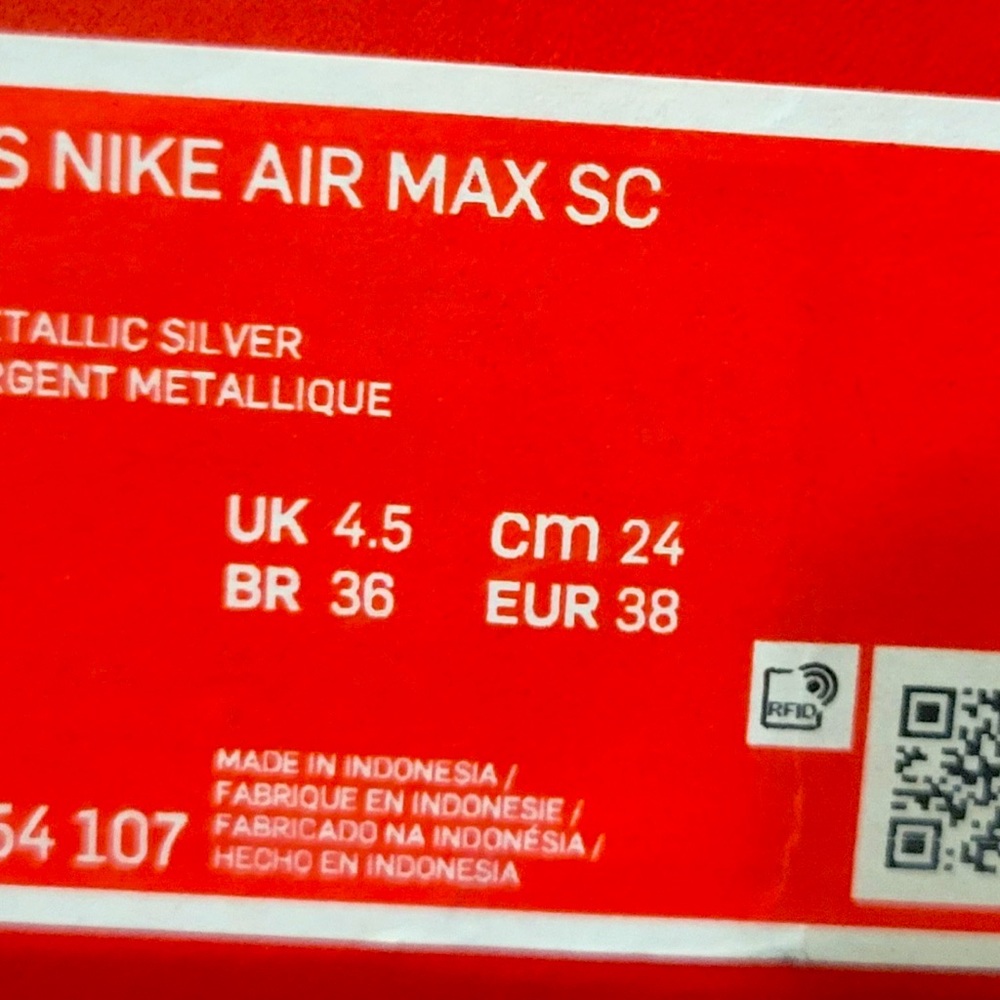 S NIKE AIR MAX SC
ETALLIC SILVER
RGENT METALLIQUE
UK 4.5 cm 24
BR 36 EUR 38
RFID
54 107
MADE IN INDONESIA /
FABRIQUE EN INDONESIE /
FABRICADO NA INDONÉSIA /
HECHO EN INDONESIA